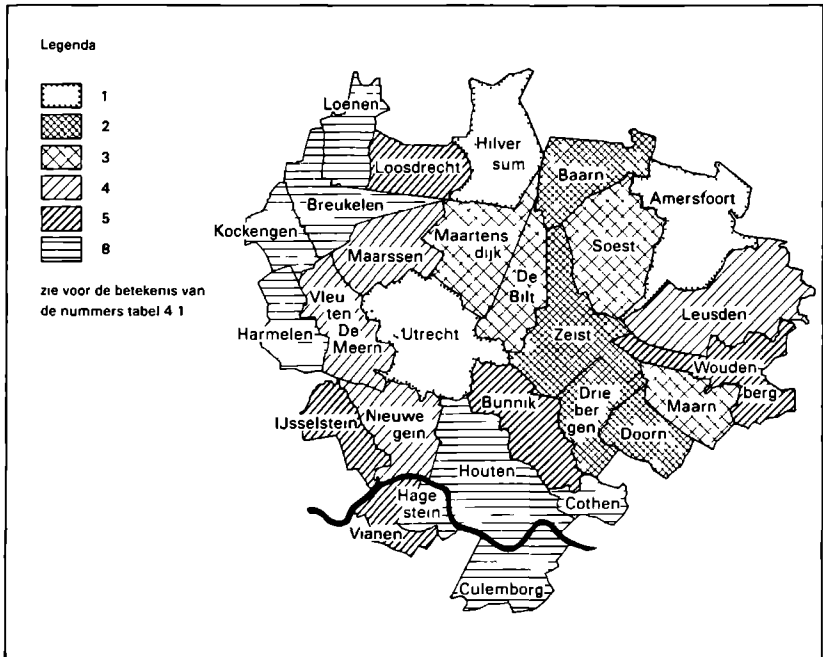 Legenda
1
2
3
4
5
8
zie voor de betekenis van
de nummers tabel 4 1
Loenen
Hilver
sum
Loosdrecht
Baarn
Amersfoort
Breukelen
Kockengen
Maartens
dijk
Soest
Maarssen
De
Bilt
Vleu
ten
De
Meern
Leusden
Harmelen
Utrecht
Zeist
Wouden
berg
Bunnik
Drie
ber
gen
Maarn
IJsselstein
Nieuwe
gein
Doorn
Houten
Hage
stein
Cothen
Vianen
Culemborg